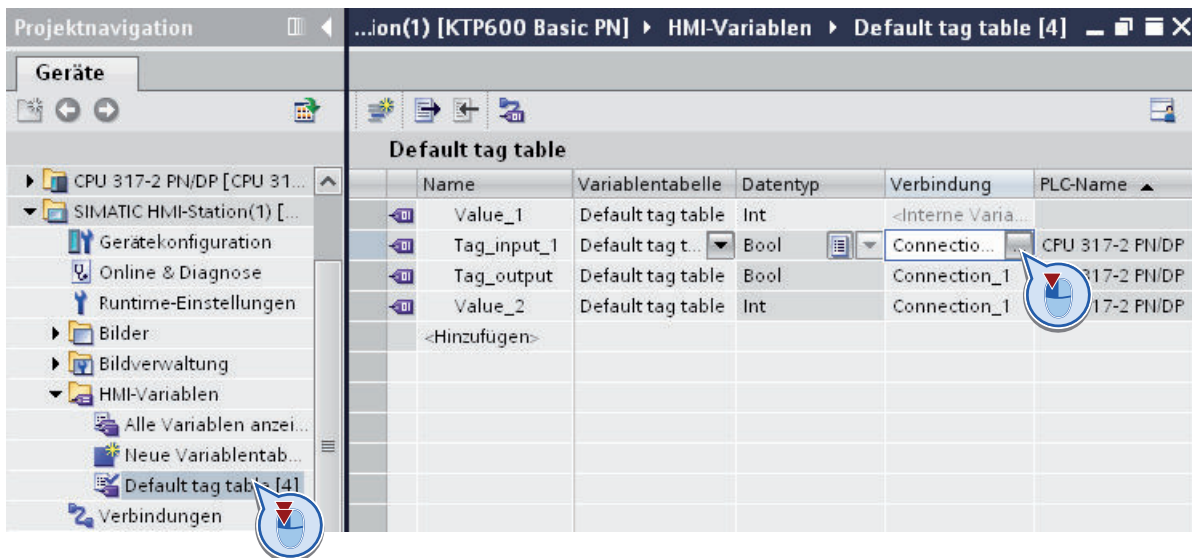 Projektnavigation
...ion(1) [KTP600 Basic PN] ▸ HMI-Variablen ▸ Default tag table [4]
Geräte
Default tag table
Name Variablentabelle Datentyp Verbindung PLC-Name
Value_1 Default tag table Int <Interne Varia...
Tag_input_1 Default tag t... Bool Connectio... ... CPU 317-2 PN/DP
Tag_output Default tag table Bool Connection_1 317-2 PN/DP
Value_2 Default tag table Int Connection_1 17-2 PN/DP
<Hinzufügen>
CPU 317-2 PN/DP [CPU 31...
SIMATIC HMI-Station(1) [...
Gerätekonfiguration
Online & Diagnose
Runtime-Einstellungen
Bilder
Bildverwaltung
HMI-Variablen
Alle Variablen anzei...
Neue Variablentab...
Default tag table [4]
Verbindungen